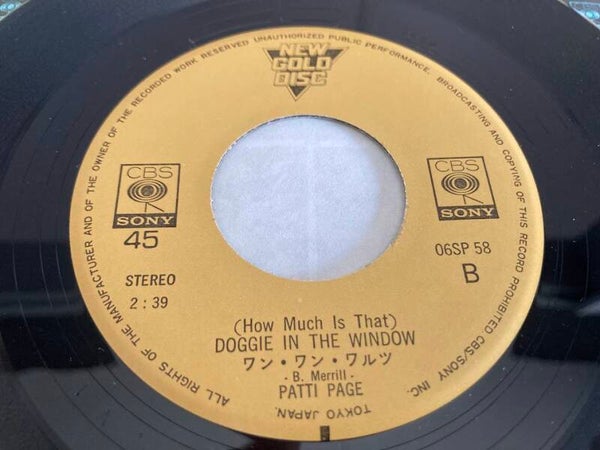 ALL RIGHTS OF THE MANUFACTURER AND OF THE OWNER OF THE RECORDED WORK RESERVED UNAUTHORIZED PUBLIC PERFORMANCE. BROADCASTING AND COPYING OF THIS RECORD PROHIBITED CBS/SONY INC.
TOKYO JAPAN.
NEW
GOLD
DISC
CBS
SONY
45
STEREO
2:39
CBS
SONY
06SP 58
B
(How Much Is That)
DOGGIE IN THE WINDOW
ワン・ワン・ワルツ
- B. Merrill -
PATTI PAGE